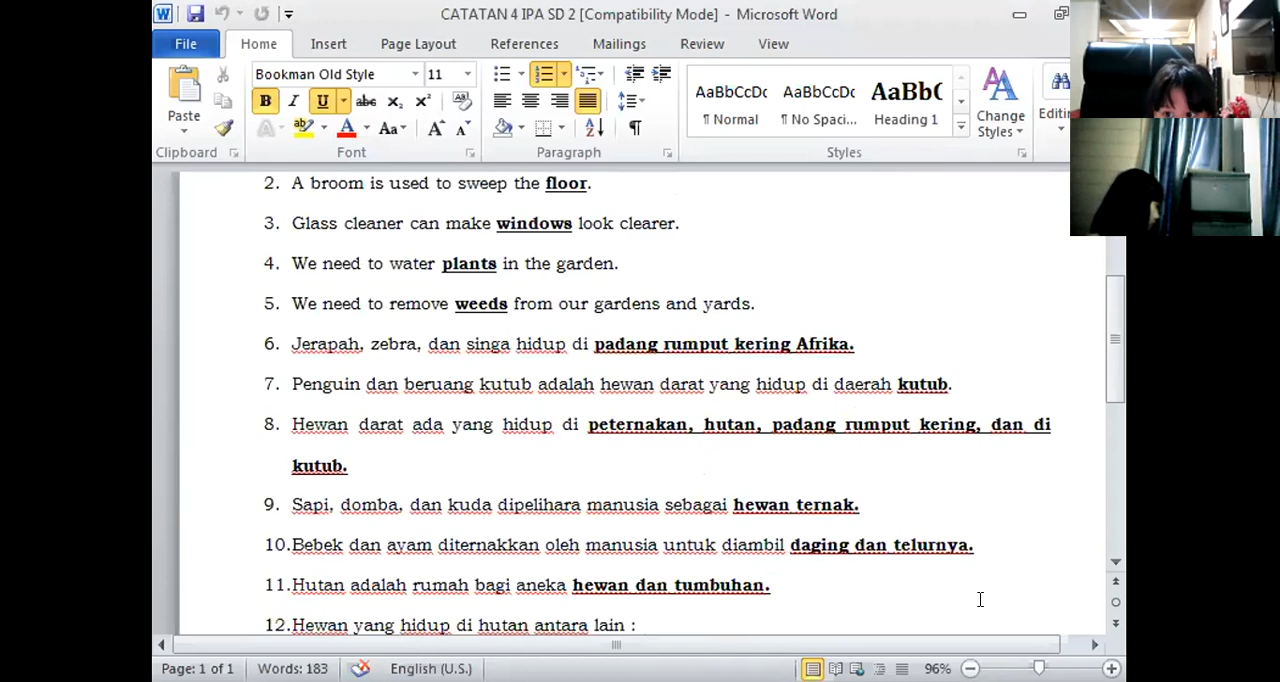 CATATAN 4 IPA SD 2 [Compatibility Mode] - Microsoft Word
File Home Insert Page Layout References Mailings Review View
Bookman Old Style 11
Paste
AaBbCcDc AaBbCcDc AaBbC
¶ Normal ¶ No Spaci... Heading 1
Change Styles
Clipboard Font Paragraph Styles
2. A broom is used to sweep the floor.
3. Glass cleaner can make windows look clearer.
4. We need to water plants in the garden.
5. We need to remove weeds from our gardens and yards.
6. Jerapah, zebra, dan singa hidup di padang rumput kering Afrika.
7. Penguin dan beruang kutub adalah hewan darat yang hidup di daerah kutub.
8. Hewan darat ada yang hidup di peternakan, hutan, padang rumput kering, dan di
kutub.
9. Sapi, domba, dan kuda dipelihara manusia sebagai hewan ternak.
10. Bebek dan ayam diternakkan oleh manusia untuk diambil daging dan telurnya.
11. Hutan adalah rumah bagi aneka hewan dan tumbuhan.
12. Hewan yang hidup di hutan antara lain :
Page: 1 of 1 Words: 183 English (U.S.) 96%